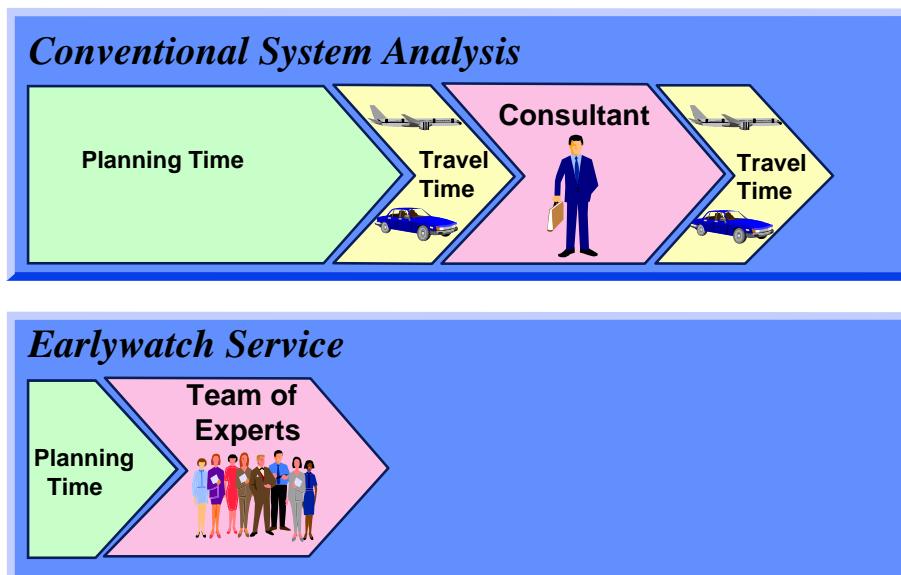 Conventional System Analysis
Planning Time
Travel
Time
Consultant
Travel
Time
Earlywatch Service
Planning
Time
Team of
Experts